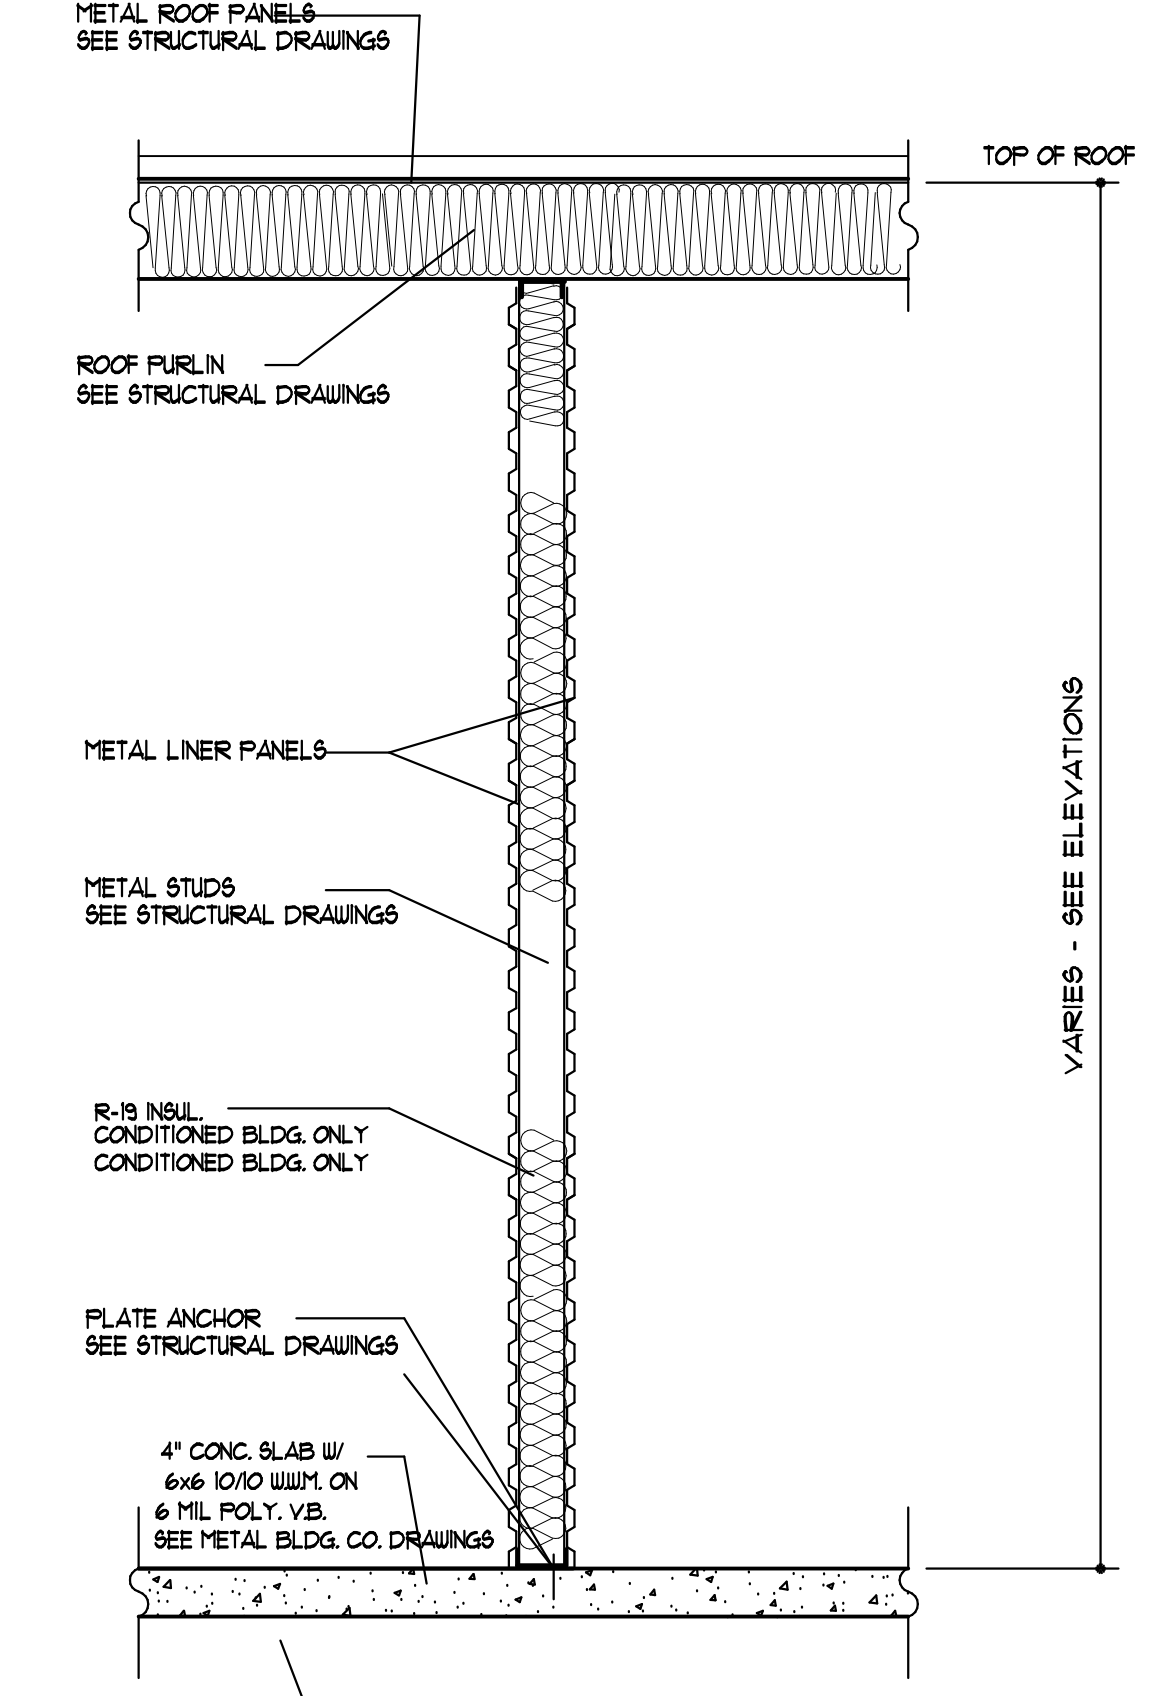 METAL ROOF PANELS
SEE STRUCTURAL DRAWINGS
TOP OF ROOF
ROOF PURLIN
SEE STRUCTURAL DRAWINGS
VARIES - SEE ELEVATIONS
METAL LINER PANELS
METAL STUDS
SEE STRUCTURAL DRAWINGS
R-19 INSUL.
CONDITIONED BLDG. ONLY
CONDITIONED BLDG. ONLY
PLATE ANCHOR
SEE STRUCTURAL DRAWINGS
4" CONC. SLAB W/
6x6 10/10 W.W.M. ON
6 MIL POLY. V.B.
SEE METAL BLDG. CO. DRAWINGS